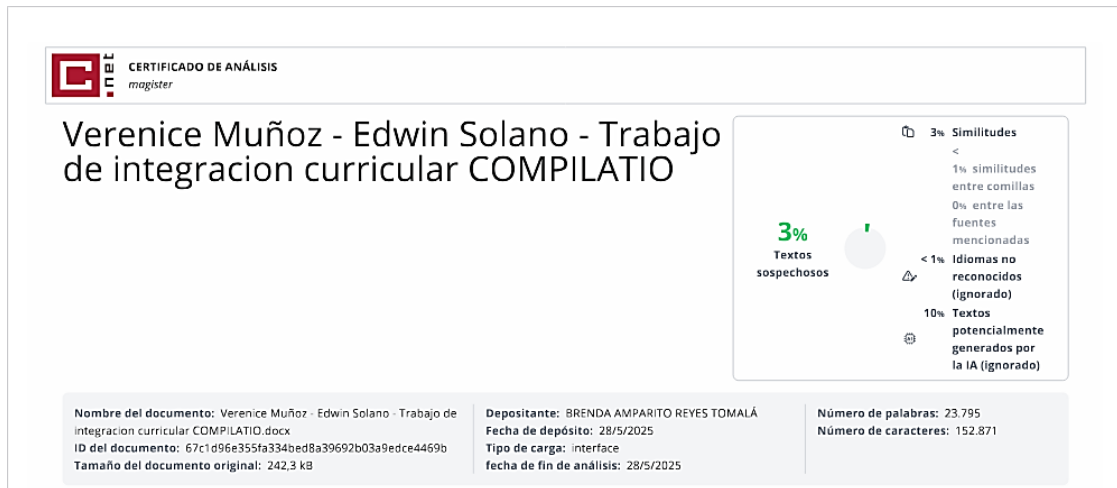 .net
CERTIFICADO DE ANÁLISIS
magister
Verenice Muñoz - Edwin Solano - Trabajo
de integracion curricular COMPILATIO
3%
Textos
sospechosos
3% Similitudes
<
1% similitudes
entre comillas
0% entre las
fuentes
mencionadas
< 1% Idiomas no
reconocidos
(ignorado)
10% Textos
potencialmente
generados por
la IA (ignorado)
Nombre del documento: Verenice Muñoz - Edwin Solano - Trabajo de
integracion curricular COMPILATIO.docx
ID del documento: 67c1d96e355fa334bed8a39692b03a9edce4469b
Tamaño del documento original: 242,3 kB
Depositante: BRENDA AMPARITO REYES TOMALÁ
Fecha de depósito: 28/5/2025
Tipo de carga: interface
fecha de fin de análisis: 28/5/2025
Número de palabras: 23.795
Número de caracteres: 152.871